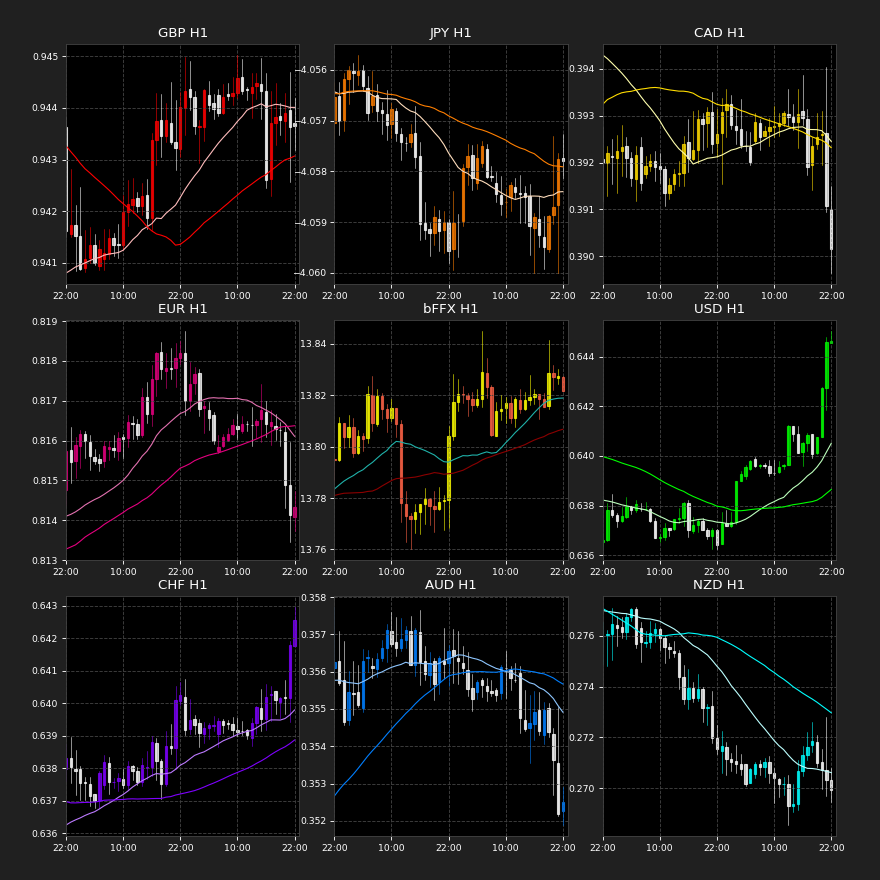 GBP H1
0.945
0.944
0.943
0.942
0.941
22:00 10:00 22:00 10:00 22:00
JPY H1
-4.056
-4.057
-4.058
-4.059
-4.060
22:00 10:00 22:00 10:00 22:00
CAD H1
0.394
0.393
0.392
0.391
0.390
22:00 10:00 22:00 10:00 22:00
EUR H1
0.819
0.818
0.817
0.816
0.815
0.814
0.813
22:00 10:00 22:00 10:00 22:00
bFFX H1
13.84
13.82
13.80
13.78
13.76
22:00 10:00 22:00 10:00 22:00
USD H1
0.644
0.642
0.640
0.638
0.636
22:00 10:00 22:00 10:00 22:00
CHF H1
0.643
0.642
0.641
0.640
0.639
0.638
0.637
0.636
22:00 10:00 22:00 10:00 22:00
AUD H1
0.358
0.357
0.356
0.355
0.354
0.353
0.352
22:00 10:00 22:00 10:00 22:00
NZD H1
0.276
0.274
0.272
0.270
22:00 10:00 22:00 10:00 22:00